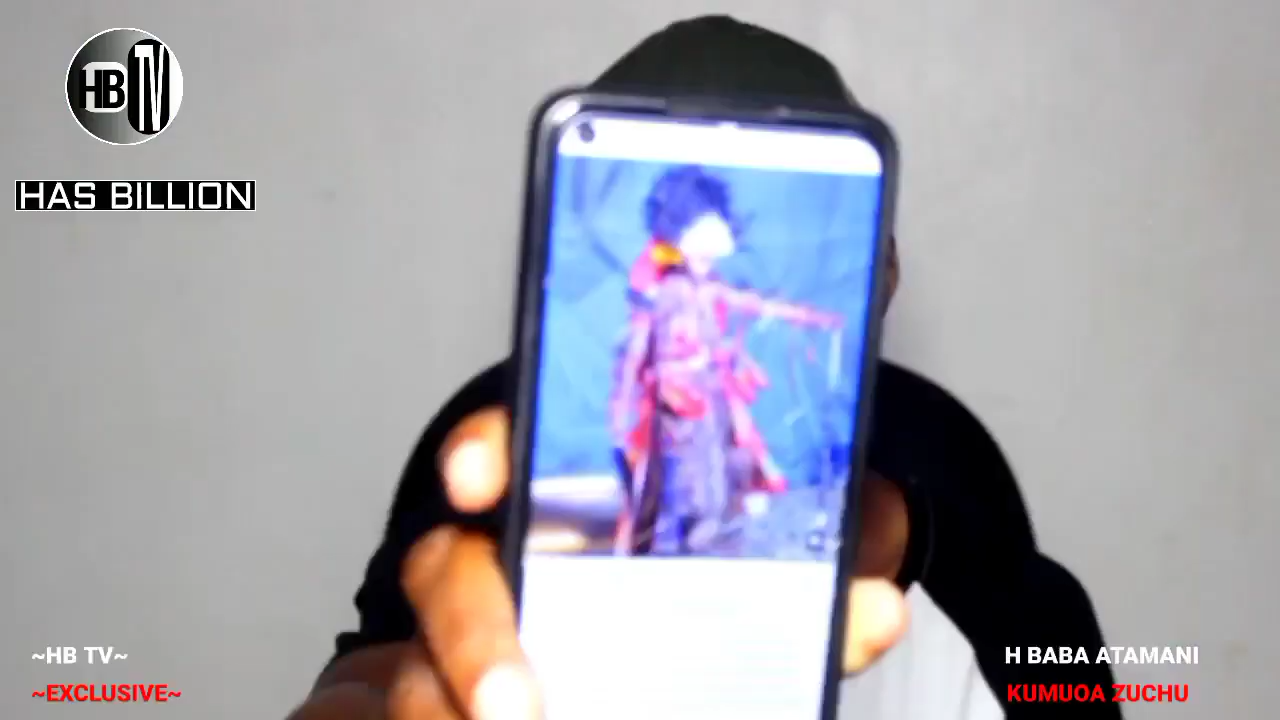 HB TV
HAS BILLION
~HB TV~
~EXCLUSIVE~
H BABA ATAMANI
KUMUOA ZUCHU